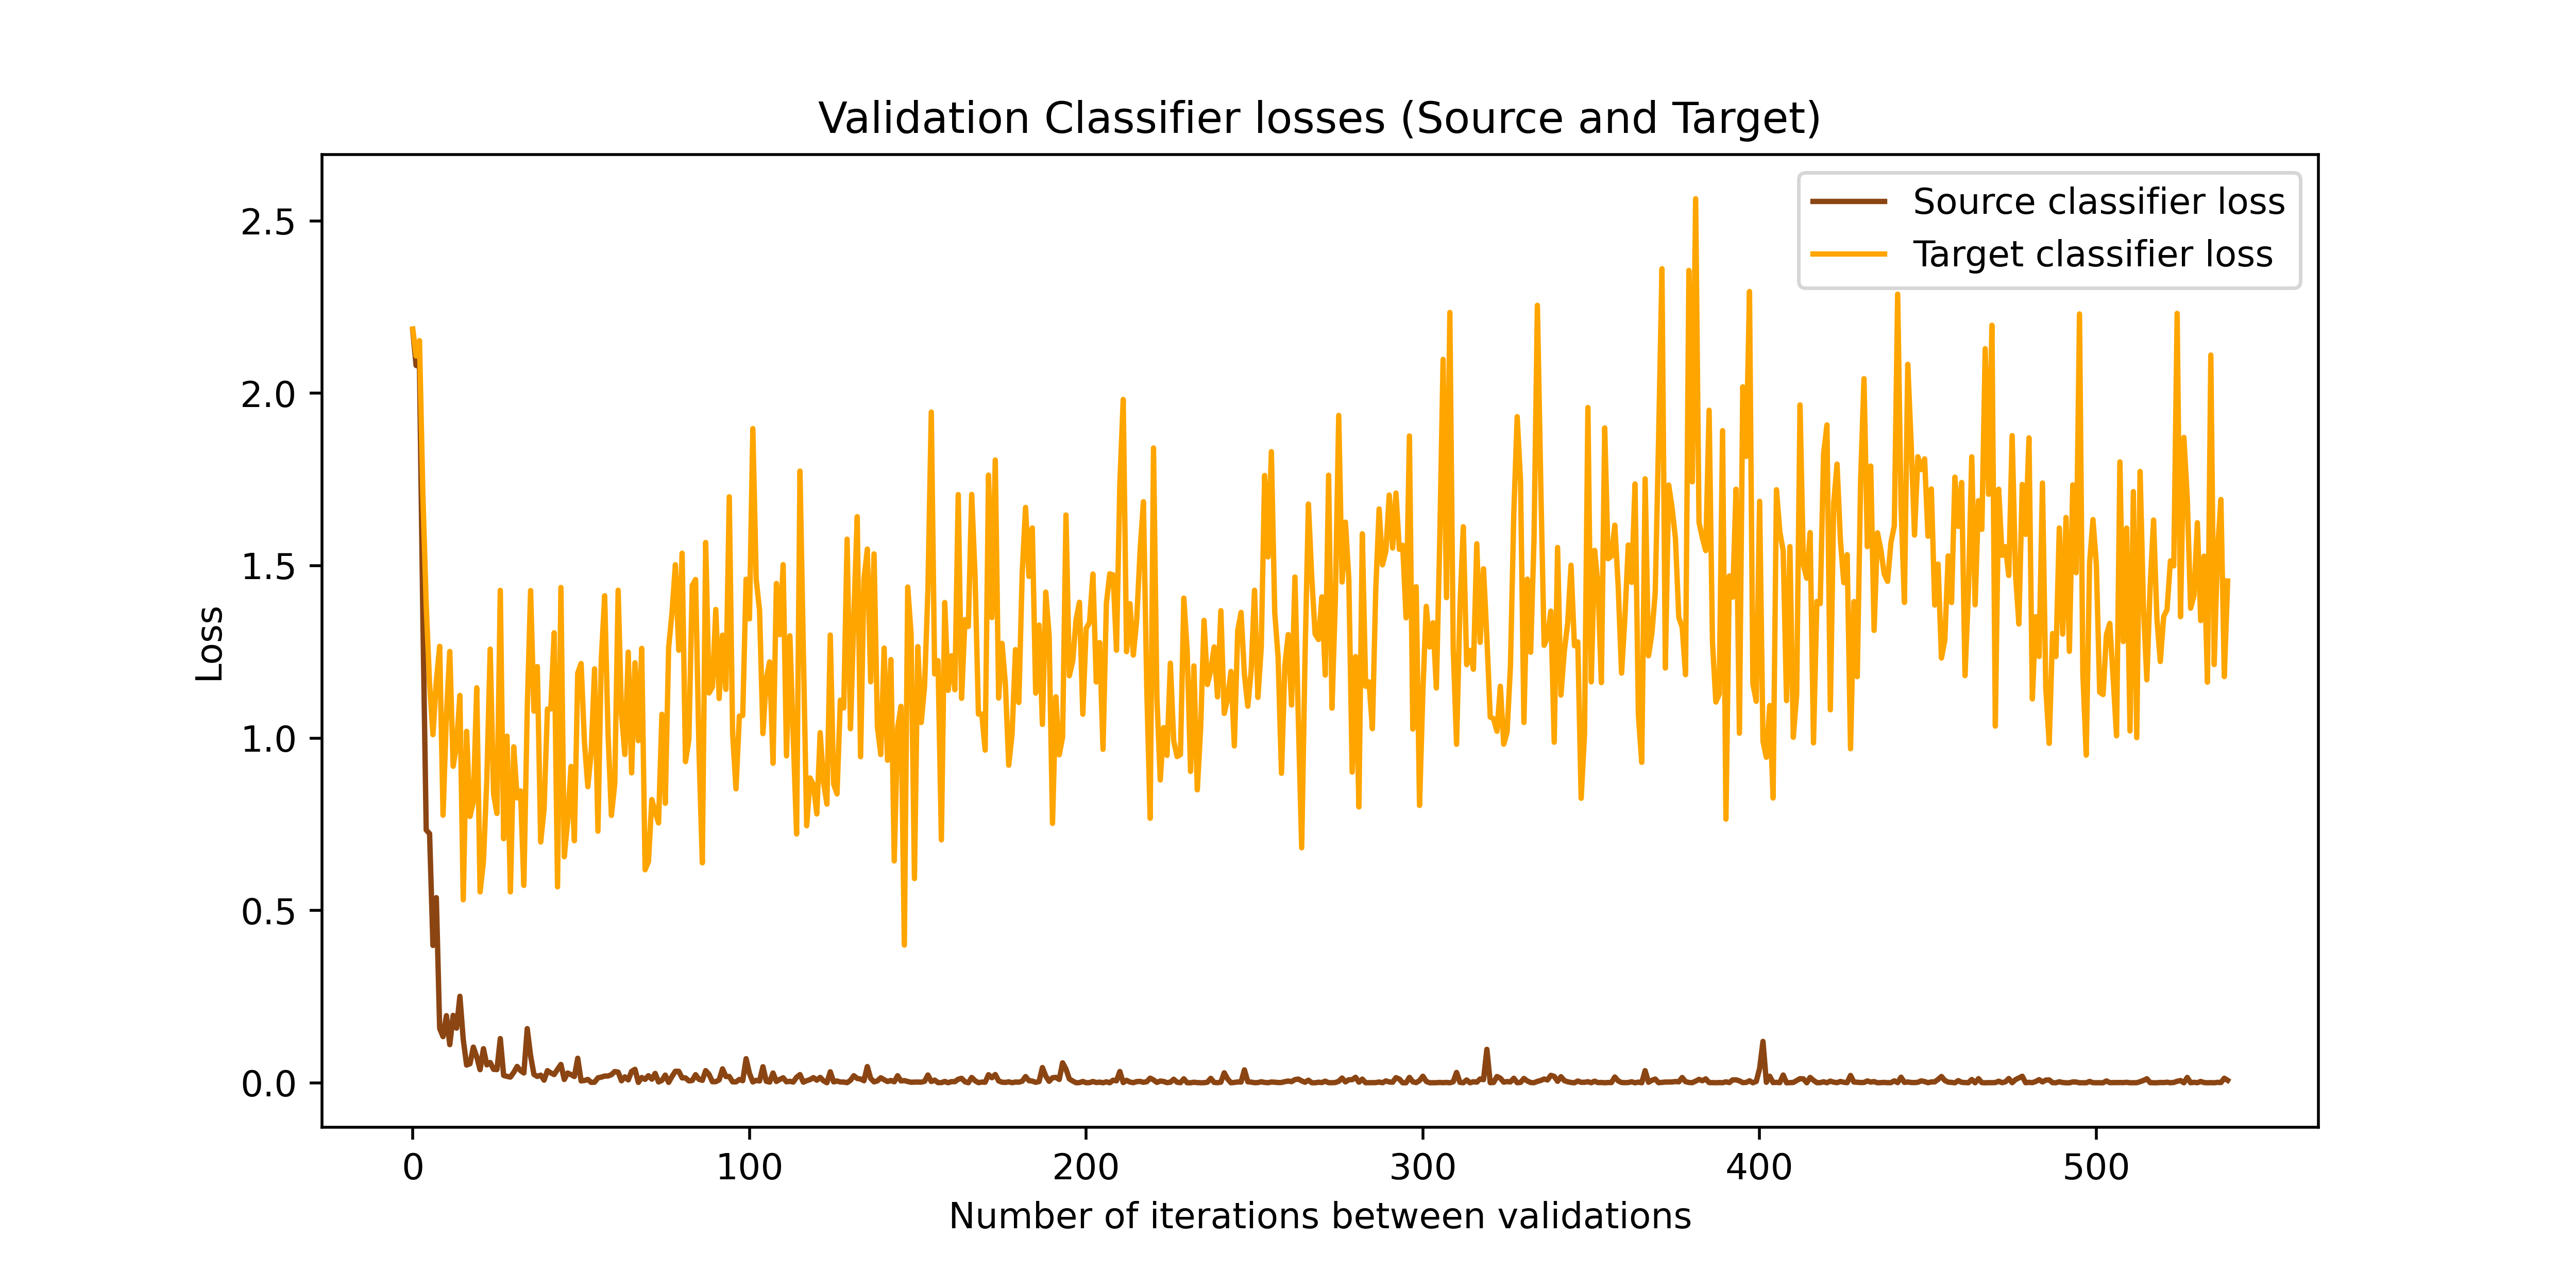 Validation Classifier losses (Source and Target)
Source classifier loss
Target classifier loss
2.5
2.0
1.5
1.0
0.5
0.0
Loss
0 100 200 300 400 500
Number of iterations between validations